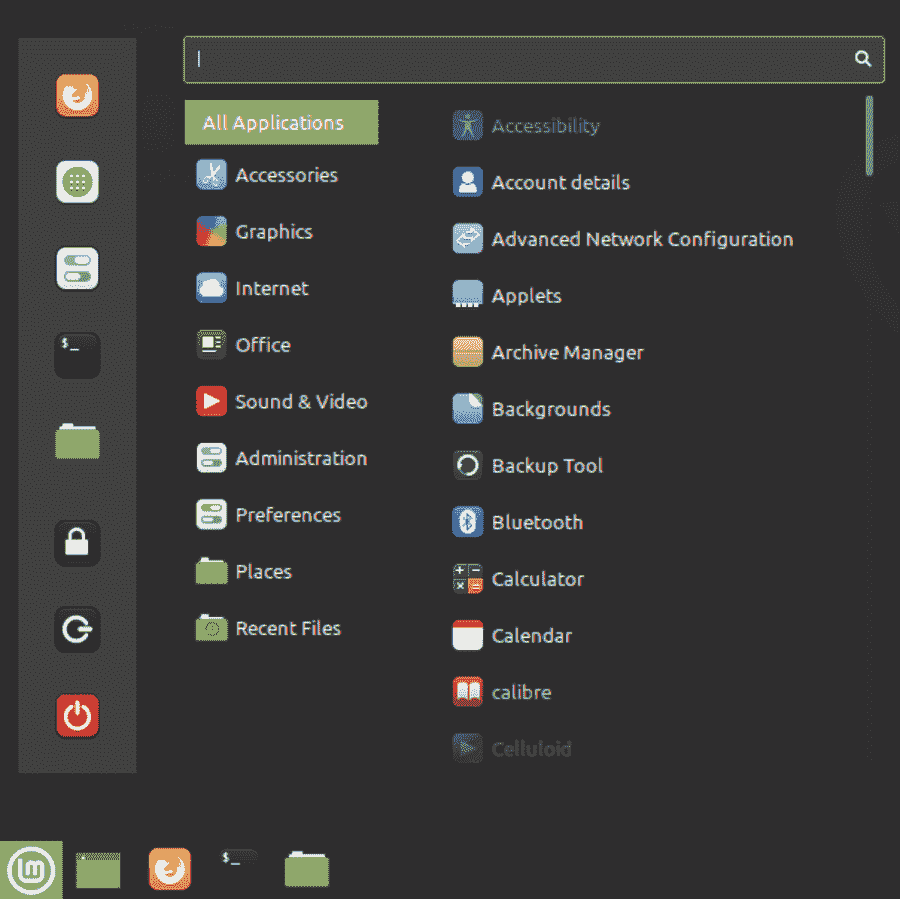 $_
All Applications
Accessories
Graphics
Internet
Office
Sound & Video
Administration
Preferences
Places
Recent Files
Accessibility
Account details
Advanced Network Configuration
Applets
Archive Manager
Backgrounds
Backup Tool
Bluetooth
Calculator
Calendar
calibre
Celluloid
$_